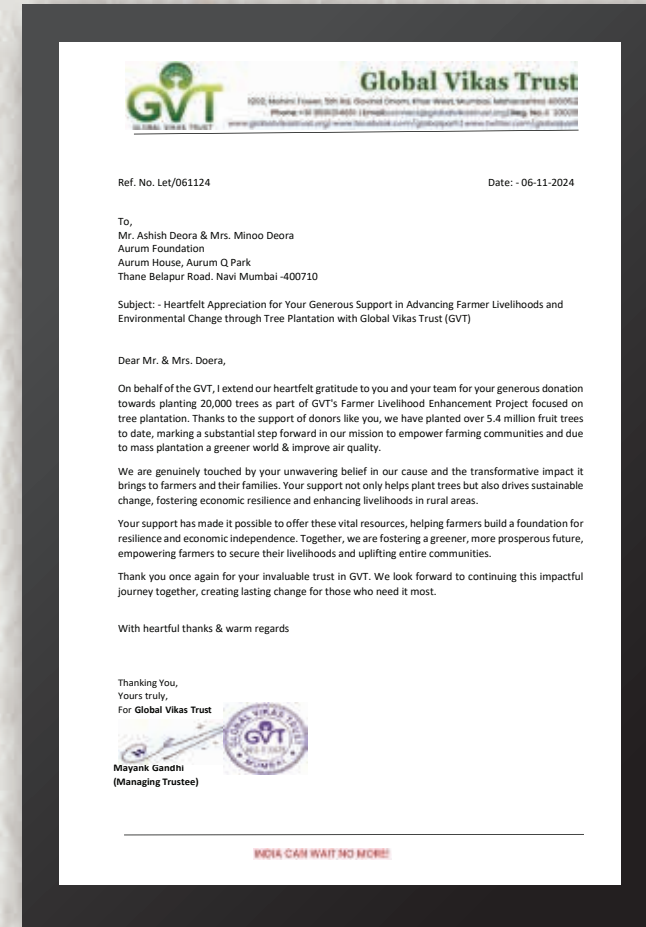 GVT
GLOBAL VIKAS TRUST
Global Vikas Trust
Ref. No. Let/061124 Date: - 06-11-2024
To,
Mr. Ashish Deora & Mrs. Minoo Deora
Aurum Foundation
Aurum House, Aurum Q Park
Thane Belapur Road. Navi Mumbai -400710
Subject: - Heartfelt Appreciation for Your Generous Support in Advancing Farmer Livelihoods and
Environmental Change through Tree Plantation with Global Vikas Trust (GVT)
Dear Mr. & Mrs. Doera,
On behalf of the GVT, I extend our heartfelt gratitude to you and your team for your generous donation
towards planting 20,000 trees as part of GVT's Farmer Livelihood Enhancement Project focused on
tree plantation. Thanks to the support of donors like you, we have planted over 5.4 million fruit trees
to date, marking a substantial step forward in our mission to empower farming communities and due
to mass plantation a greener world & improve air quality.
We are genuinely touched by your unwavering belief in our cause and the transformative impact it
brings to farmers and their families. Your support not only helps plant trees but also drives sustainable
change, fostering economic resilience and enhancing livelihoods in rural areas.
Your support has made it possible to offer these vital resources, helping farmers build a foundation for
resilience and economic independence. Together, we are fostering a greener, more prosperous future,
empowering farmers to secure their livelihoods and uplifting entire communities.
Thank you once again for your invaluable trust in GVT. We look forward to continuing this impactful
journey together, creating lasting change for those who need it most.
With heartful thanks & warm regards
Thanking You,
Yours truly,
For Global Vikas Trust
GLOBAL VIKAS TRUST
GVT
MUMBAI
Mayank Gandhi
(Managing Trustee)
INDIA CAN WAIT NO MORE!